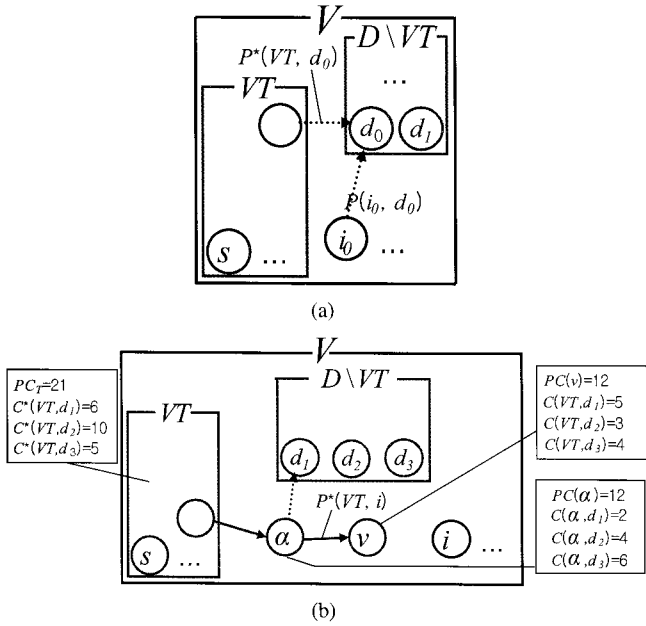 V
D \ VT
P*(VT, d₀)
...
VT
d₀
d₁
P(i₀, d₀)
s
...
i₀
...
(a)
V
PC_T=21
C*(VT,d₁)=6
C*(VT,d₂)=10
C*(VT,d₃)=5
VT
D \ VT
PC(v)=12
C(VT,d₁)=5
C(VT,d₂)=3
C(VT,d₃)=4
d₁
d₂
d₃
P*(VT, i)
PC(α)=12
C(α,d₁)=2
C(α,d₂)=4
C(α,d₃)=6
α
v
i
...
s
...
(b)